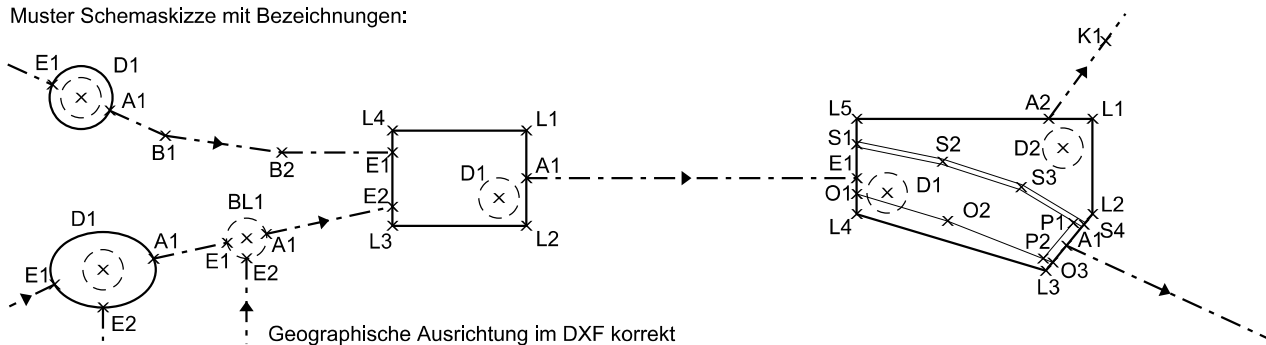 Muster Schemaskizze mit Bezeichnungen:
K1
E1
D1
A1
B1
B2
L4
L1
E1
D1
A1
E2
L3
L2
L5
A2
L1
S1
S2
D2
E1
S3
O1
D1
L4
O2
P1
L2
S4
P2
A1
O3
L3
D1
BL1
A1
A1
E1
E1
E2
E2
Geographische Ausrichtung im DXF korrekt